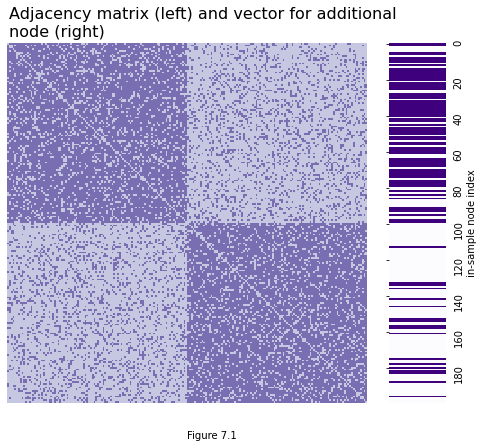 Adjacency matrix (left) and vector for additional
node (right)
0
20
40
60
80
100
120
140
160
180
in-sample node index
Figure 7.1